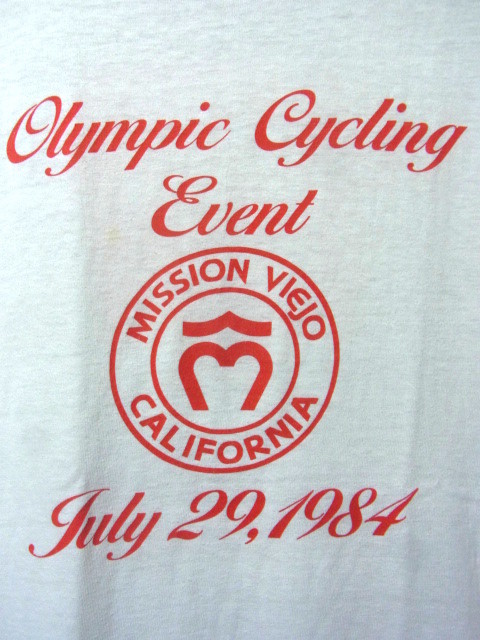 Olympic Cycling
Event
MISSION VIEJO
CALIFORNIA
July 29, 1984